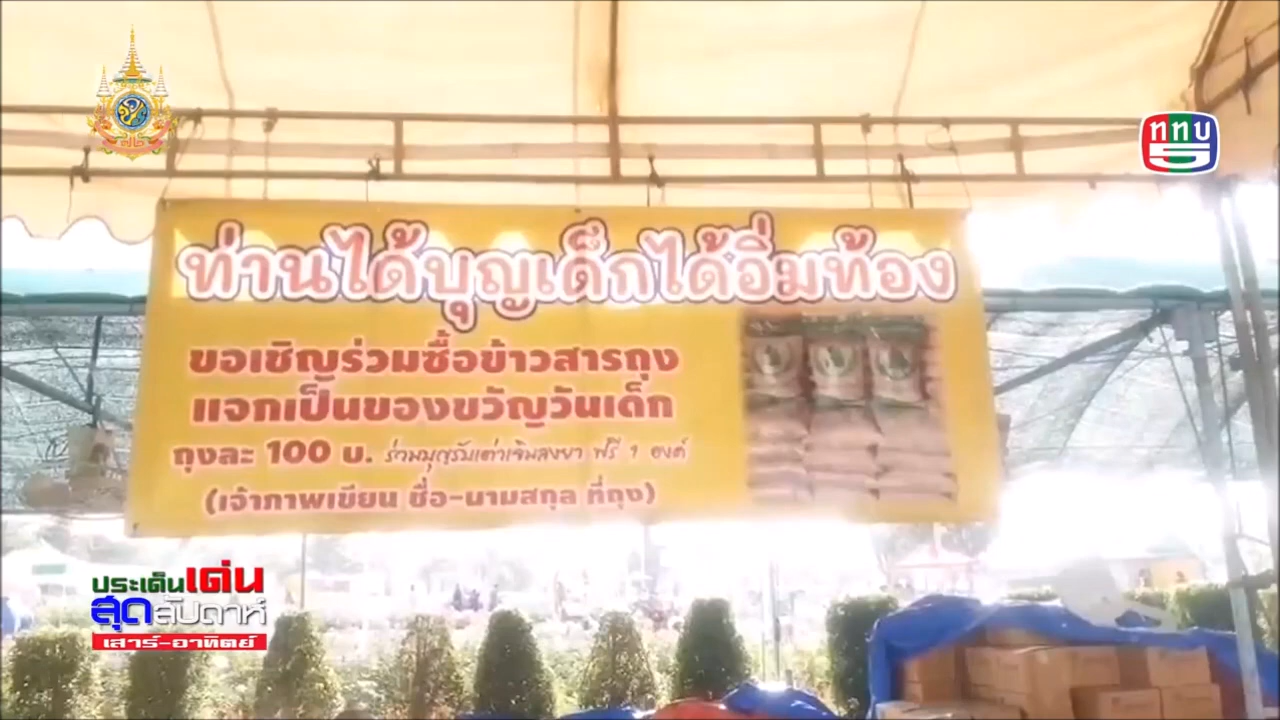 ททบ
5
ท่านได้บุญเด็กได้อิ่มท้อง
ขอเชิญร่วมซื้อข้าวสารถุง
แจกเป็นของขวัญวันเด็ก
ถุงละ 100 บ. ร่วมบุญรับเต่าเงินลงยา ฟรี 1 องค์
(เจ้าภาพเขียน ชื่อ-นามสกุล ที่ถุง)
ประเด็นเด่น
สุดสัปดาห์
เสาร์-อาทิตย์